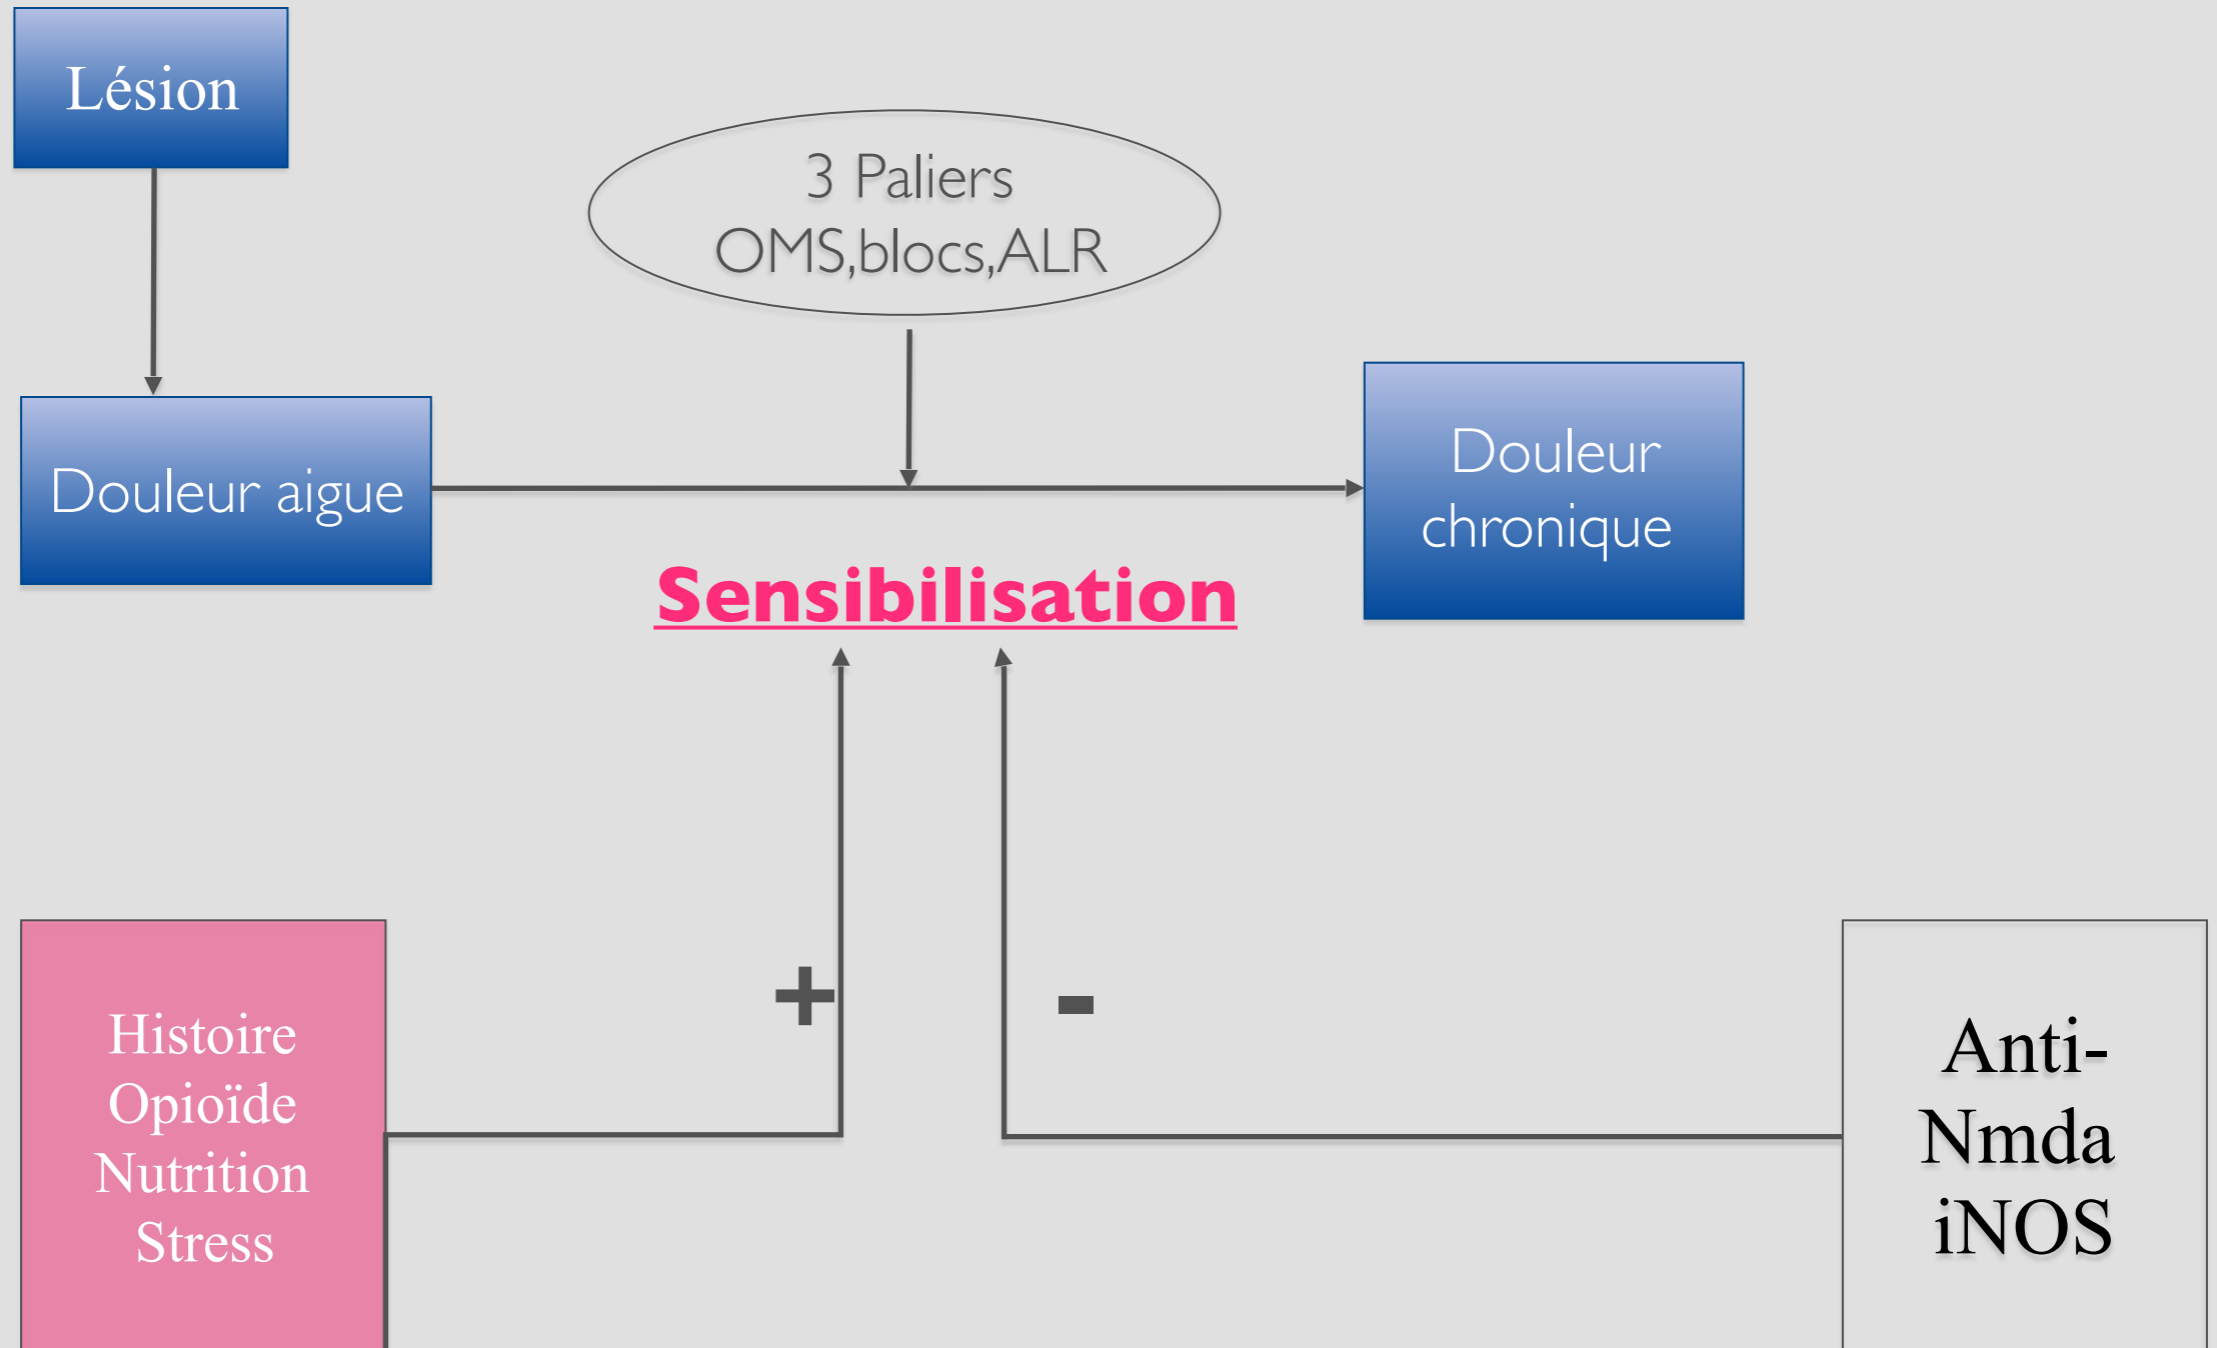 Lésion
3 Paliers
OMS,blocs,ALR
Douleur aigue
Douleur
chronique
Sensibilisation
+
-
Histoire
Opioïde
Nutrition
Stress
Anti-
Nmda
iNOS